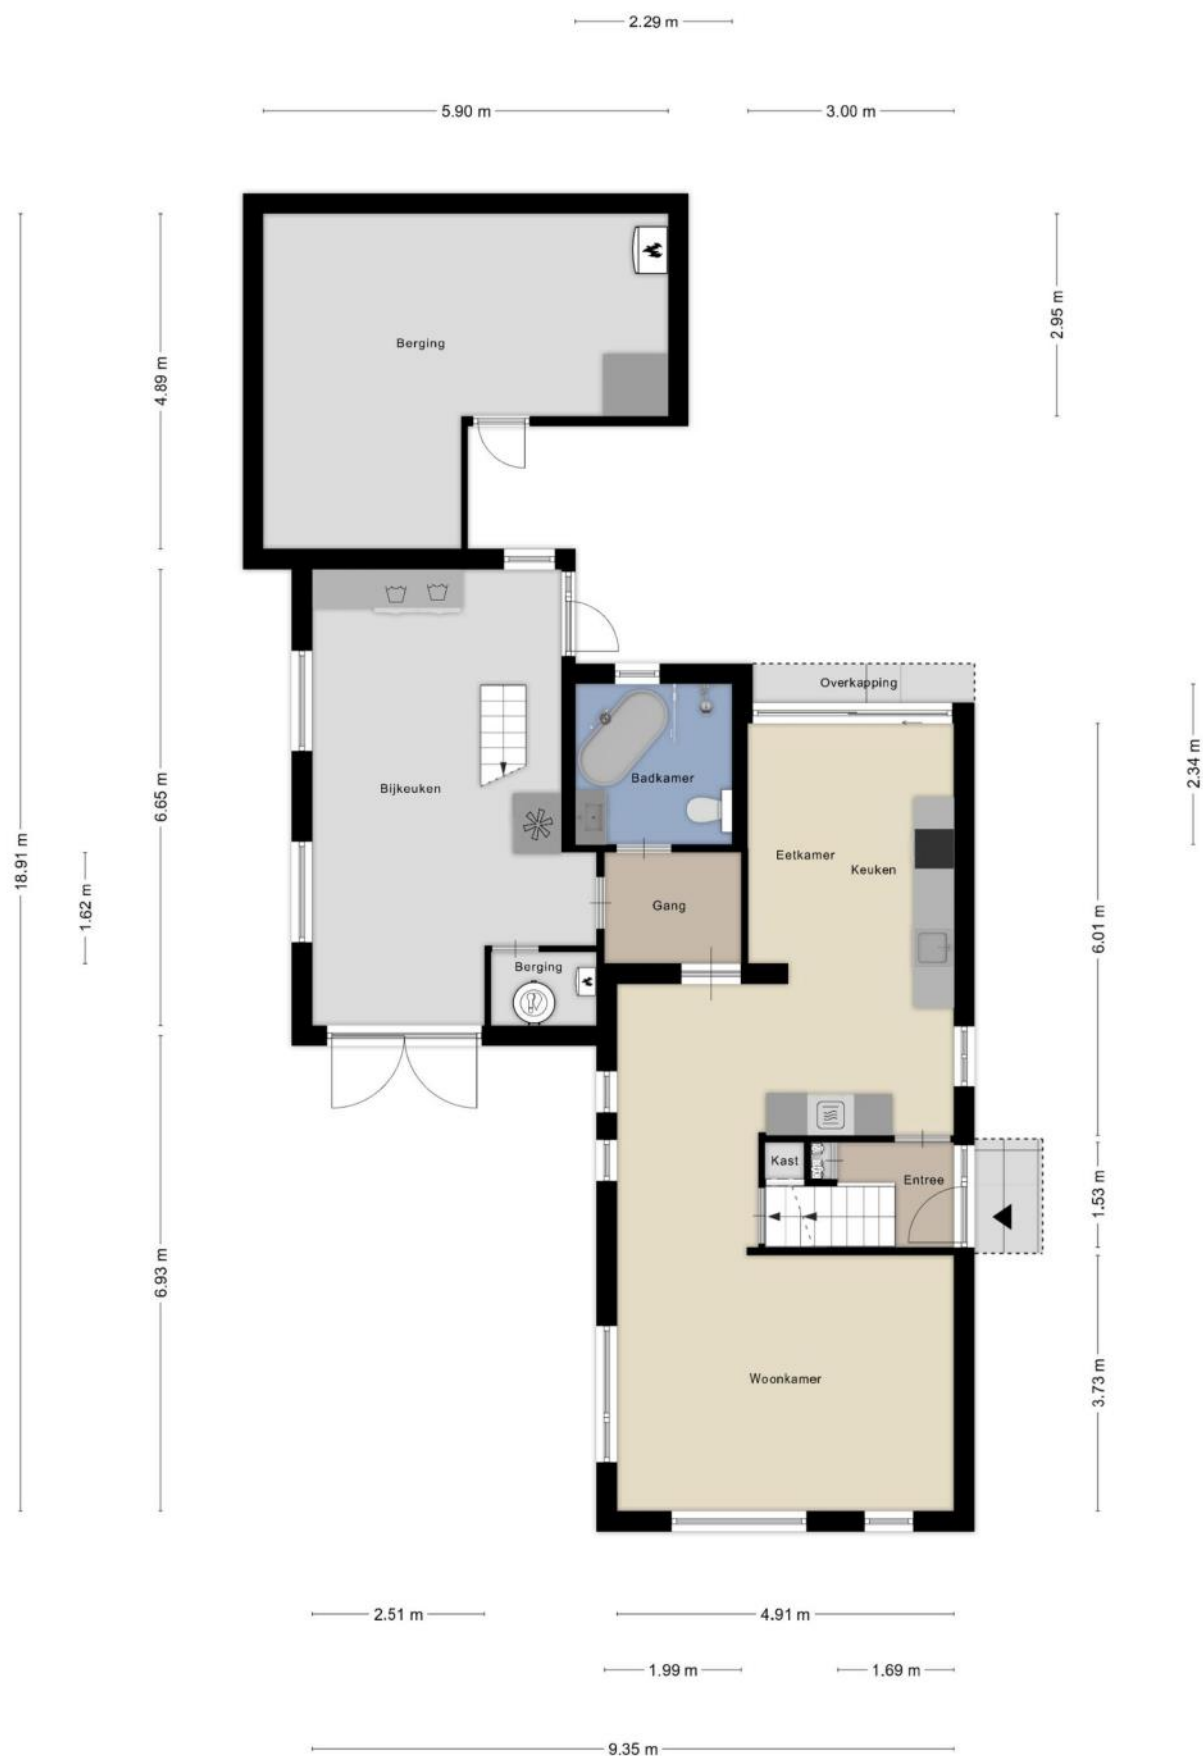 2.29 m
5.90 m
3.00 m
2.95 m
Berging
4.89 m
Overkapping
2.34 m
Badkamer
Bijkeuken
6.65 m
18.91 m
Eetkamer
Keuken
1.62 m
Gang
6.01 m
Berging
Kast
Entree
1.53 m
6.93 m
Woonkamer
3.73 m
2.51 m
4.91 m
1.99 m
1.69 m
9.35 m